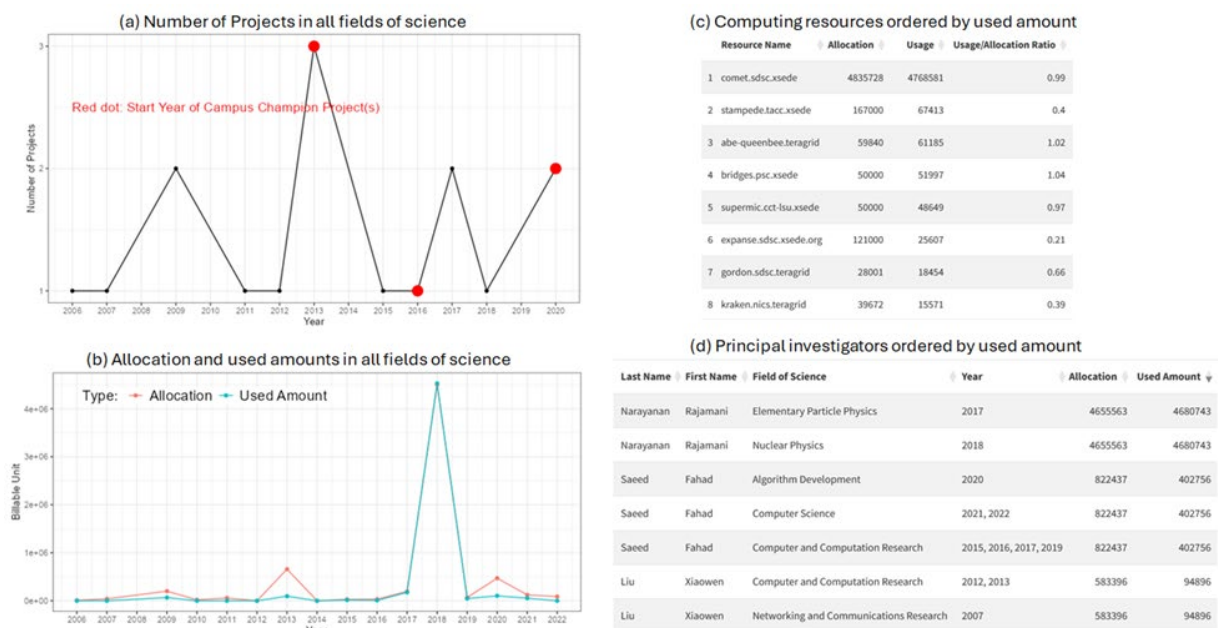 (a) Number of Projects in all fields of science
3
Red dot: Start Year of Campus Champion Project(s)
2
1
Number of Projects
2006 2007 2008 2009 2010 2011 2012 2013 2014 2015 2016 2017 2018 2019 2020
Year
(b) Allocation and used amounts in all fields of science
Type: Allocation Used Amount
4e+06
3e+06
2e+06
1e+06
0e+00
Billable Unit
2006 2007 2008 2009 2010 2011 2012 2013 2014 2015 2016 2017 2018 2019 2020 2021 2022
(c) Computing resources ordered by used amount
Resource Name Allocation Usage Usage/Allocation Ratio
1 comet.sdsc.xsede 4835728 4768581 0.99
2 stampede.tacc.xsede 167000 67413 0.4
3 abe-queenbee.teragrid 59840 61185 1.02
4 bridges.psc.xsede 50000 51997 1.04
5 supermic.cct-lsu.xsede 50000 48649 0.97
6 expanse.sdsc.xsede.org 121000 25607 0.21
7 gordon.sdsc.teragrid 28001 18454 0.66
8 kraken.nics.teragrid 39672 15571 0.39
(d) Principal investigators ordered by used amount
Last Name First Name Field of Science Year Allocation Used Amount
Narayanan Rajamani Elementary Particle Physics 2017 4655563 4680743
Narayanan Rajamani Nuclear Physics 2018 4655563 4680743
Saeed Fahad Algorithm Development 2020 822437 402756
Saeed Fahad Computer Science 2021, 2022 822437 402756
Saeed Fahad Computer and Computation Research 2015, 2016, 2017, 2019 822437 402756
Liu Xiaowen Computer and Computation Research 2012, 2013 583396 94896
Liu Xiaowen Networking and Communications Research 2007 583396 94896